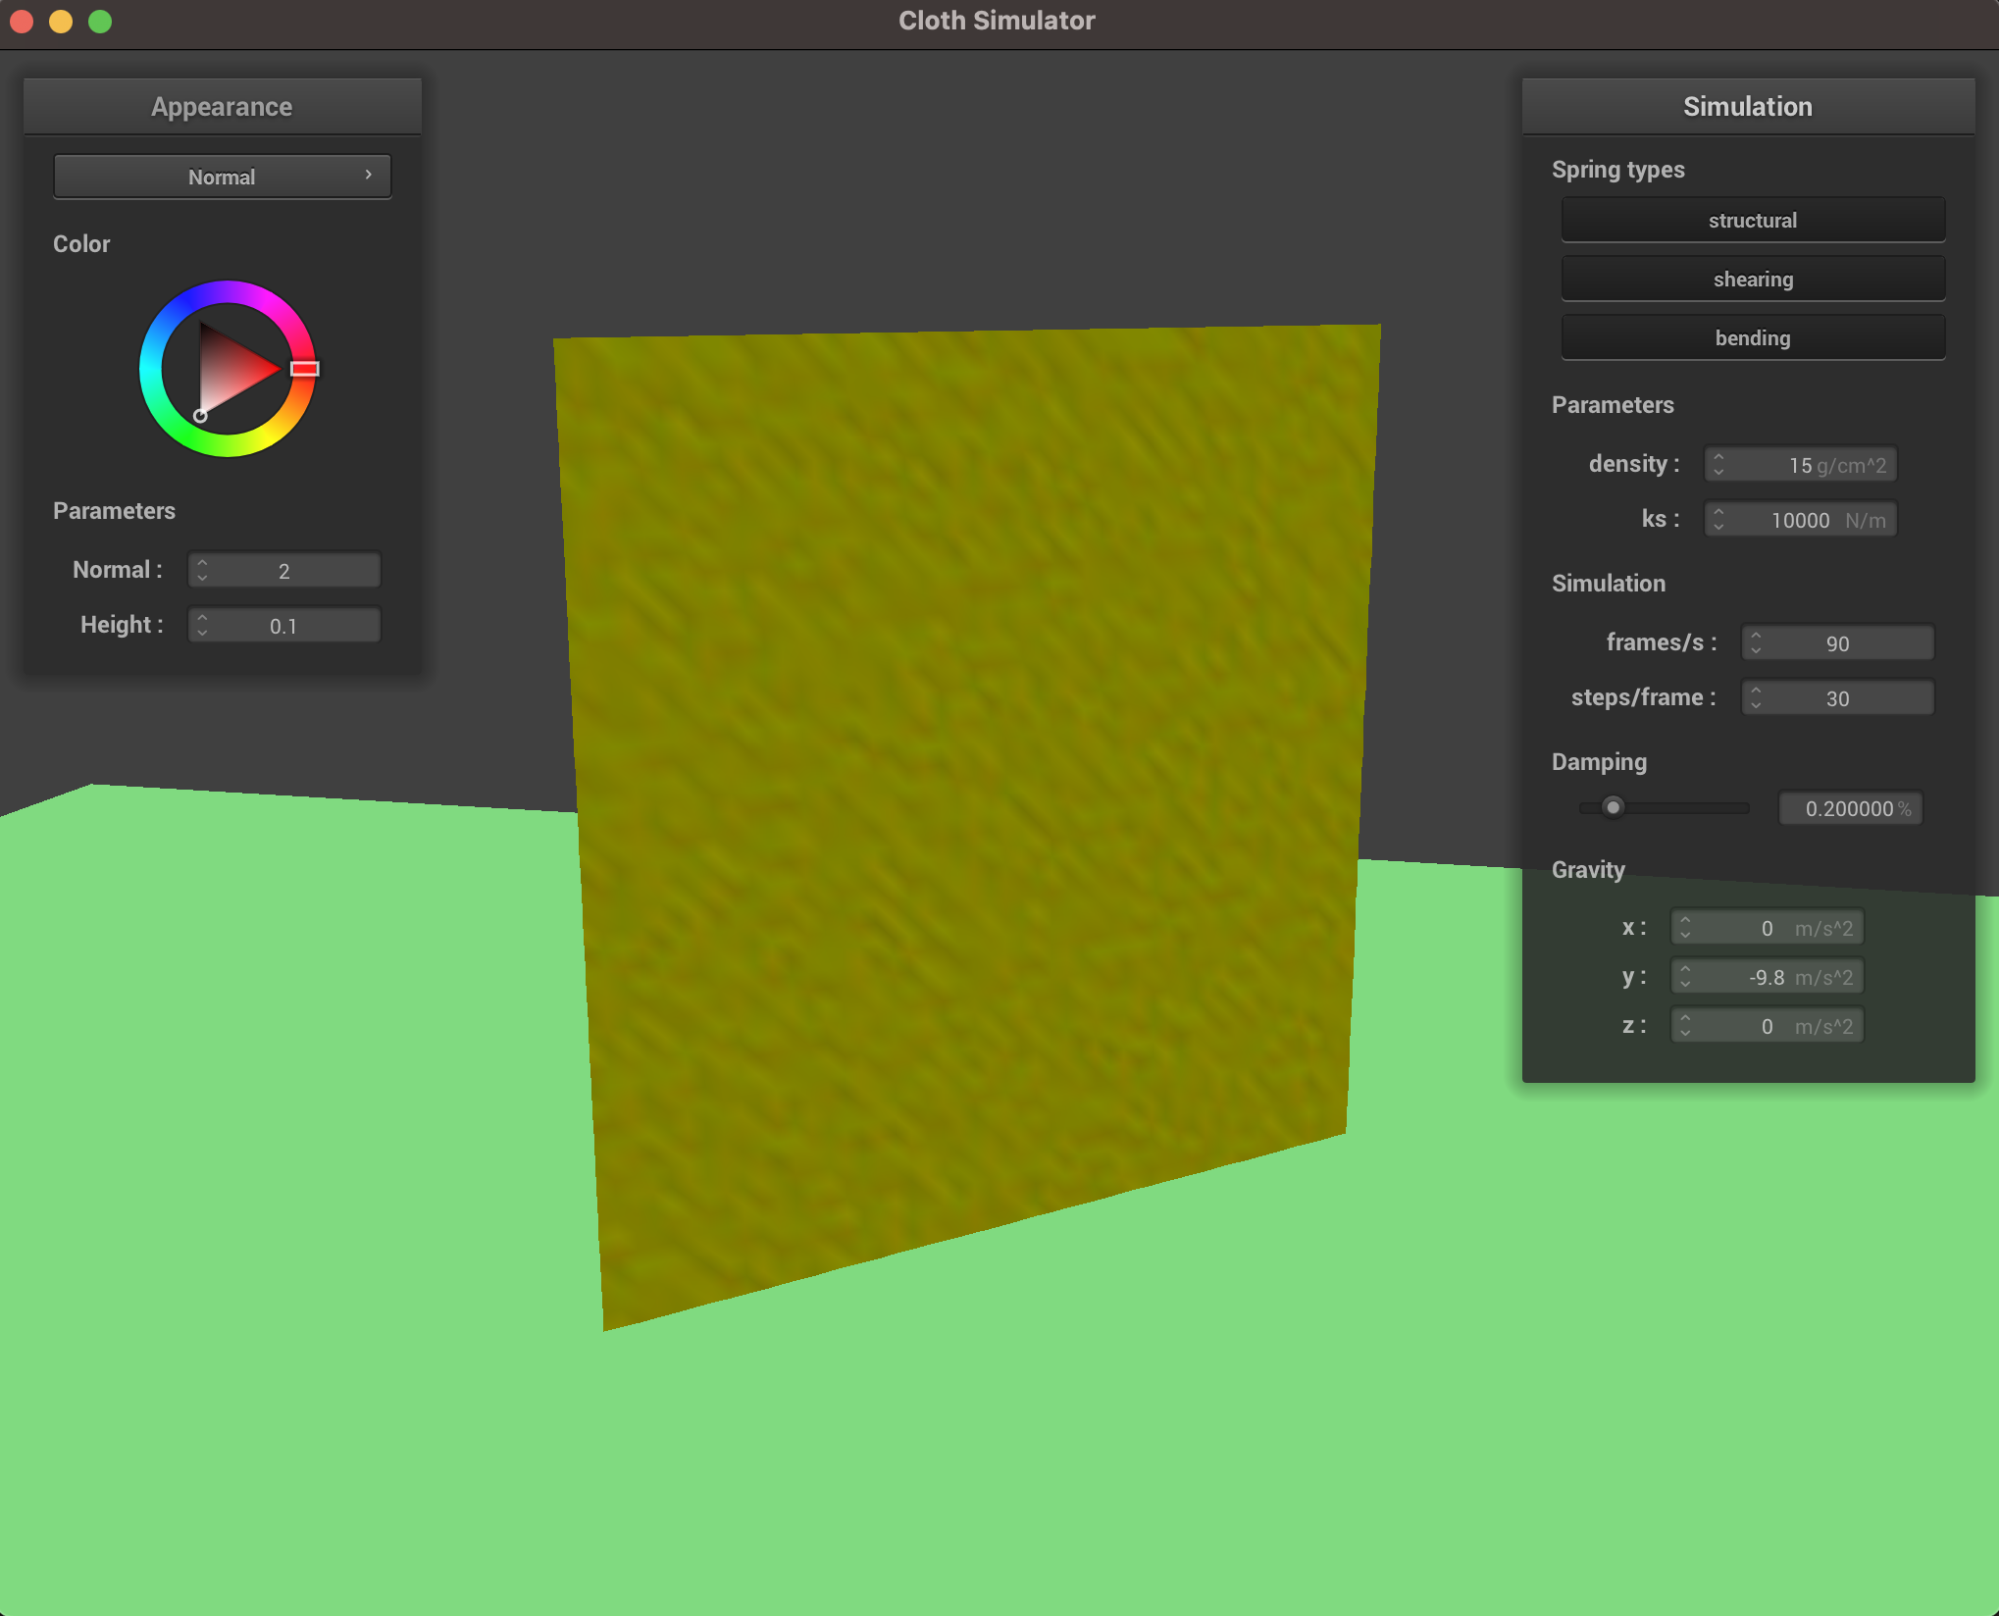 Cloth Simulator
Appearance
Normal
Color
Parameters
Normal : 2
Height : 0.1
Simulation
Spring types
structural
shearing
bending
Parameters
density : 15 g/cm^2
ks : 10000 N/m
Simulation
frames/s : 90
steps/frame : 30
Damping
0.200000 %
Gravity
x : 0 m/s^2
y : -9.8 m/s^2
z : 0 m/s^2